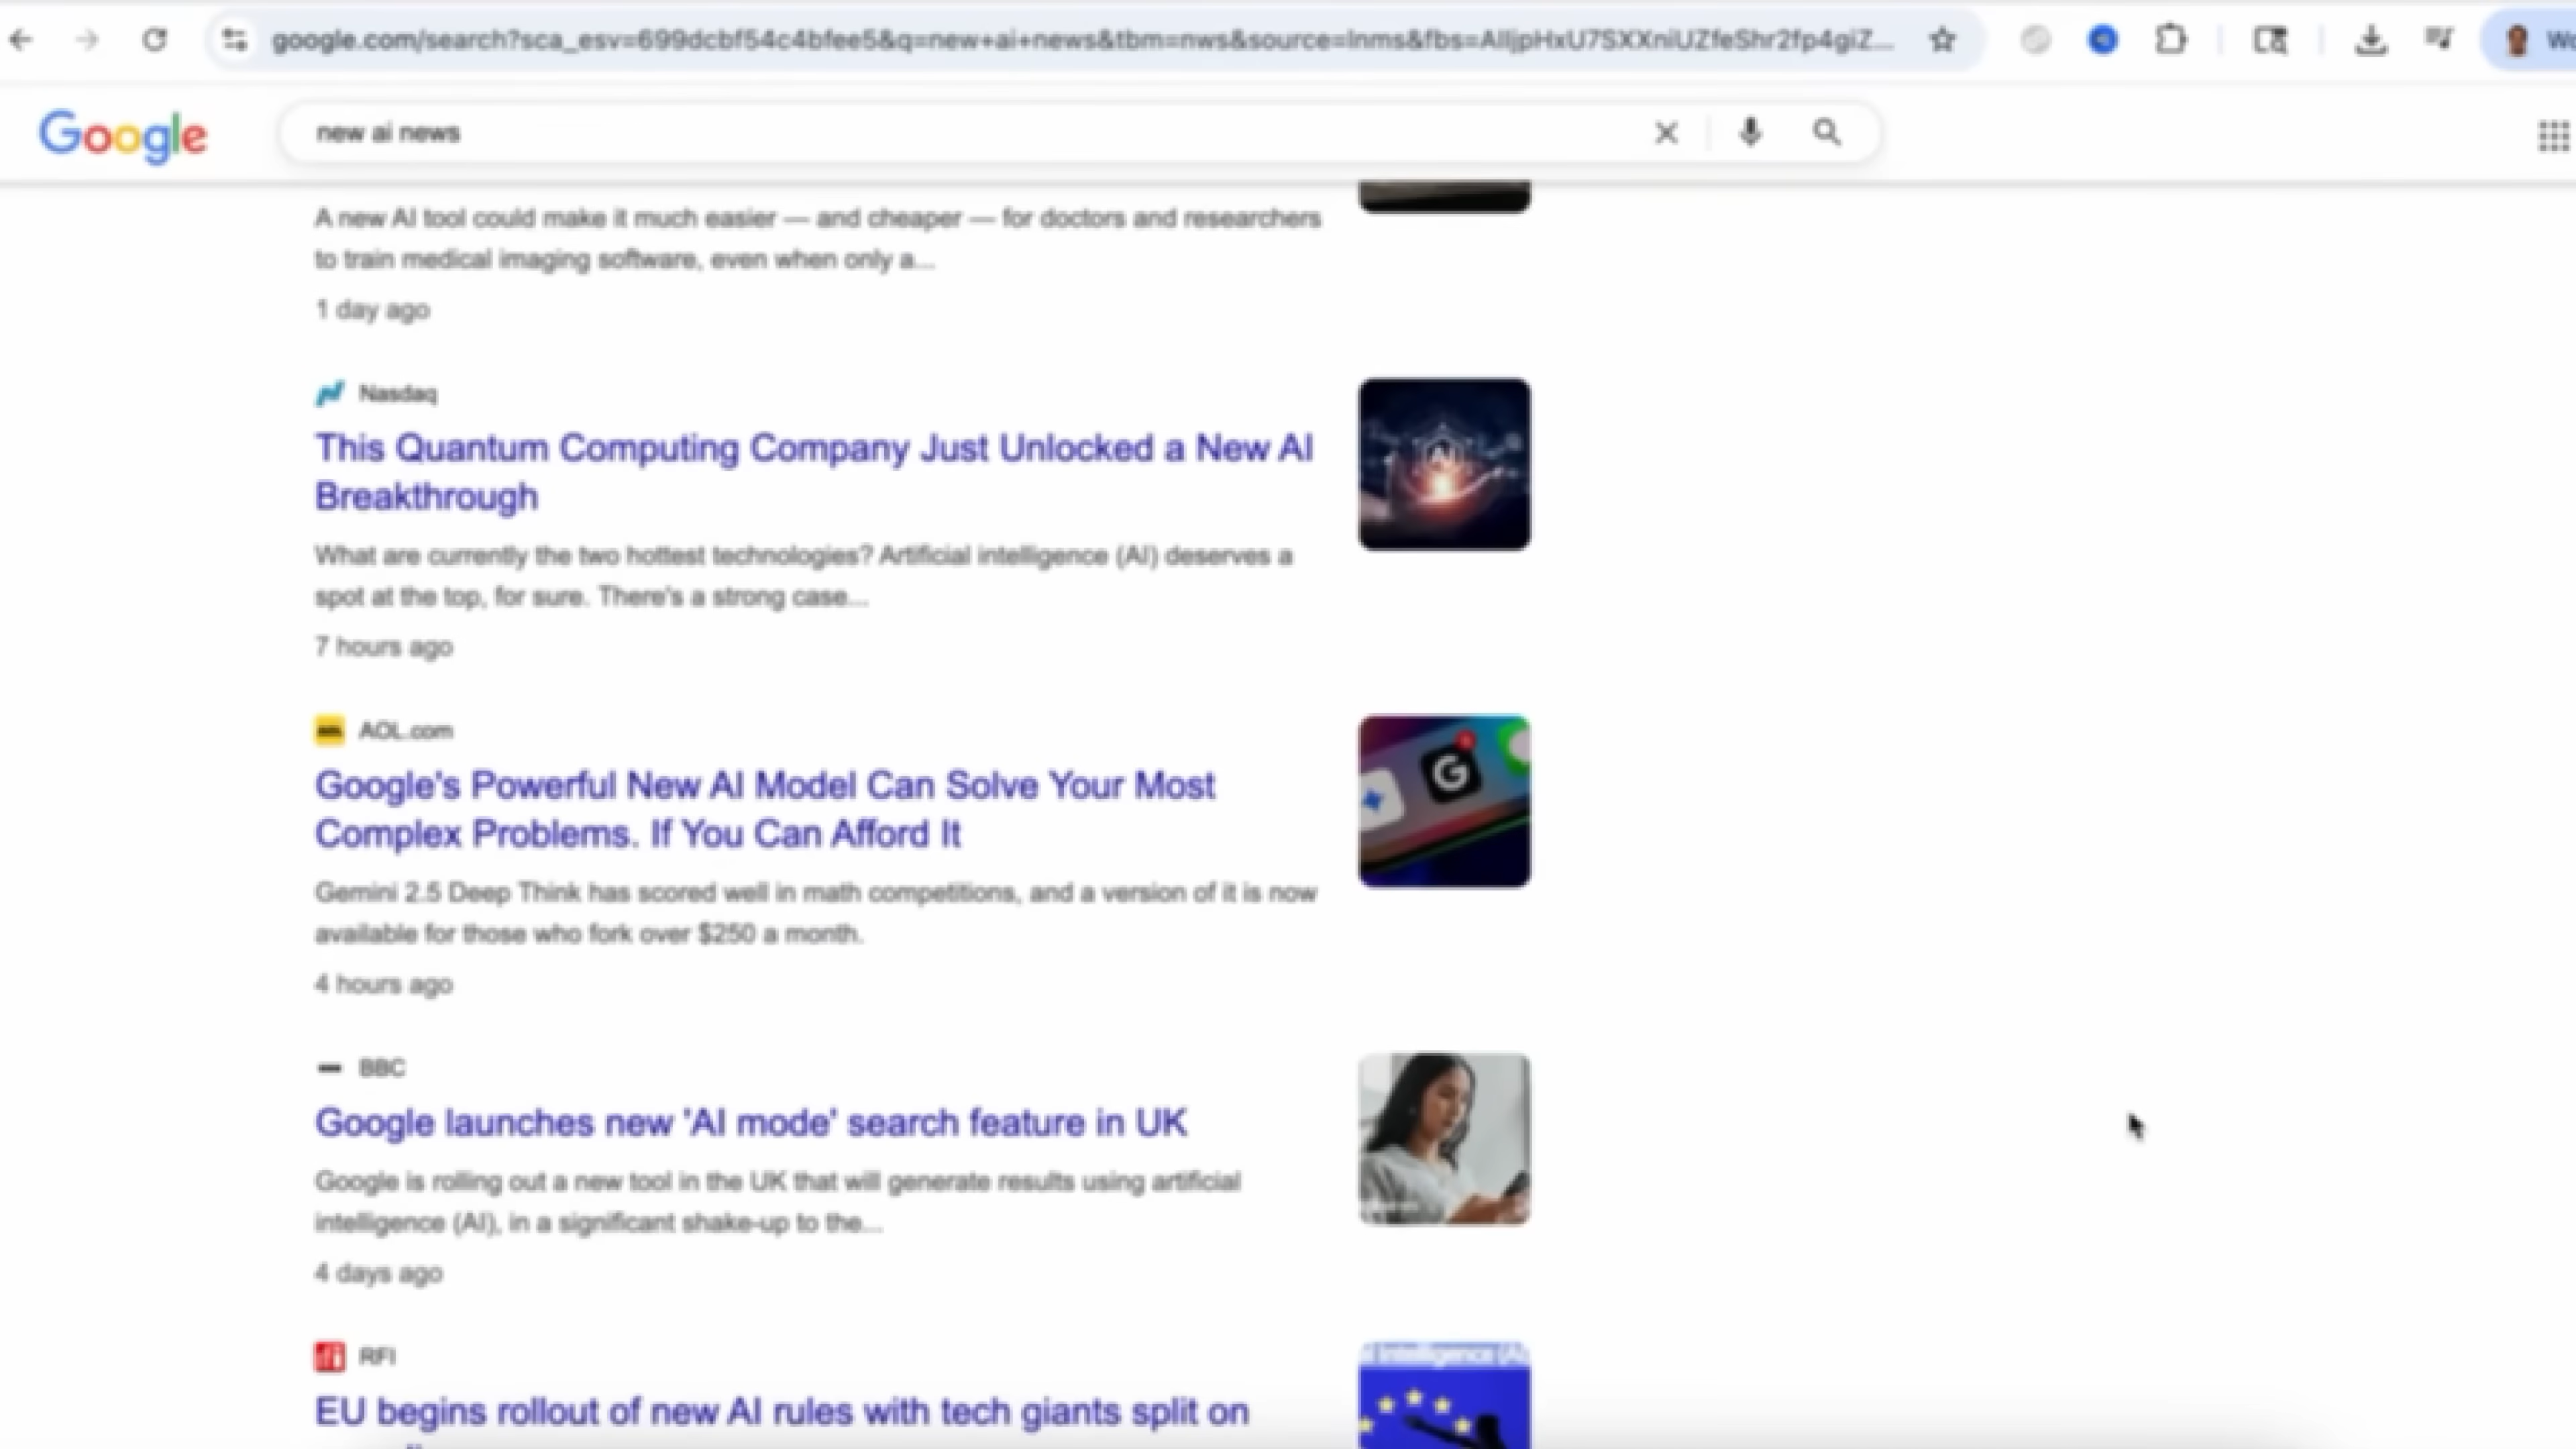 google.com/search?sca_esv=699dcbf54c4bfee5&q=new+ai+news&tbm=nws&source=lnms&fbs=AIIjpHxU7SXXniUZfeShr2fp4giZ...
Google
new ai news
A new AI tool could make it much easier — and cheaper — for doctors and researchers
to train medical imaging software, even when only a...
1 day ago
Nasdaq
This Quantum Computing Company Just Unlocked a New AI
Breakthrough
What are currently the two hottest technologies? Artificial intelligence (AI) deserves a
spot at the top, for sure. There's a strong case...
7 hours ago
AOL.com
Google's Powerful New AI Model Can Solve Your Most
Complex Problems. If You Can Afford It
Gemini 2.5 Deep Think has scored well in math competitions, and a version of it is now
available for those who fork over $250 a month.
4 hours ago
BBC
Google launches new 'AI mode' search feature in UK
Google is rolling out a new tool in the UK that will generate results using artificial
intelligence (AI), in a significant shake-up to the...
4 days ago
RFI
EU begins rollout of new AI rules with tech giants split on